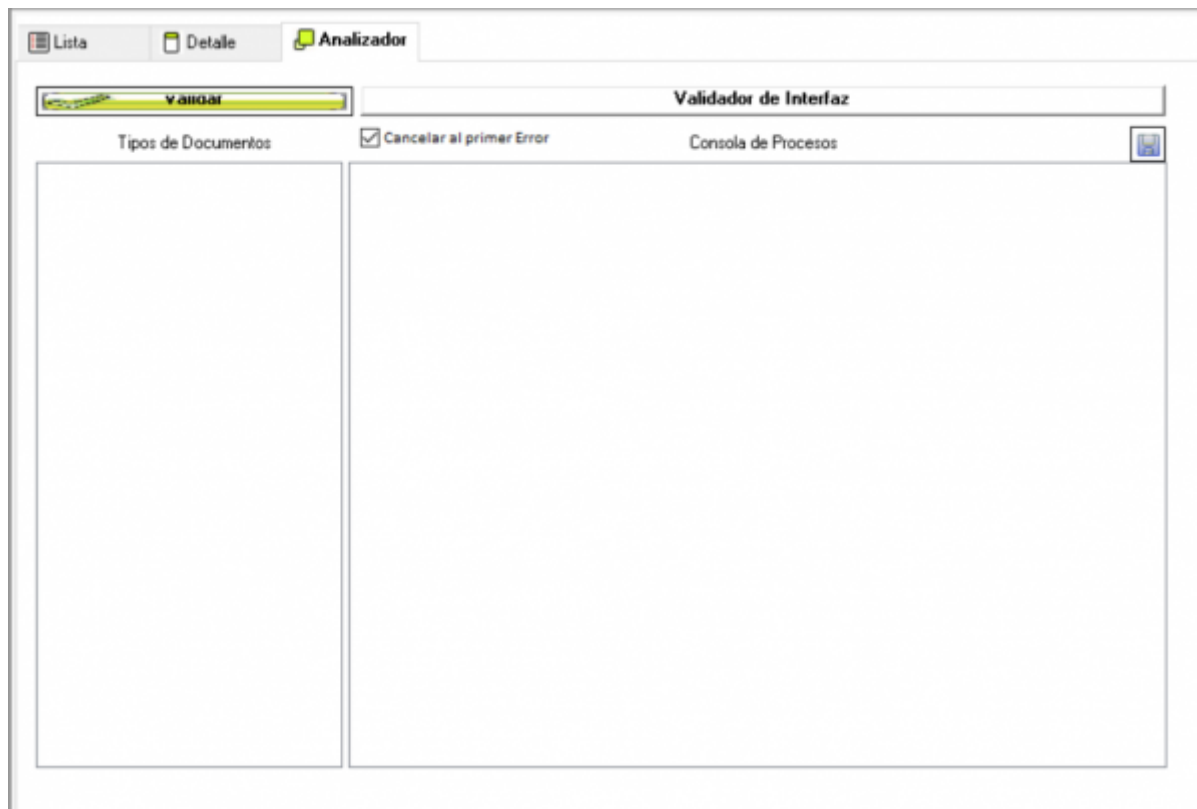 Lista
Detalle
Analizador
Validar
Validador de Interfaz
Tipos de Documentos
Cancelar al primer Error
Consola de Procesos